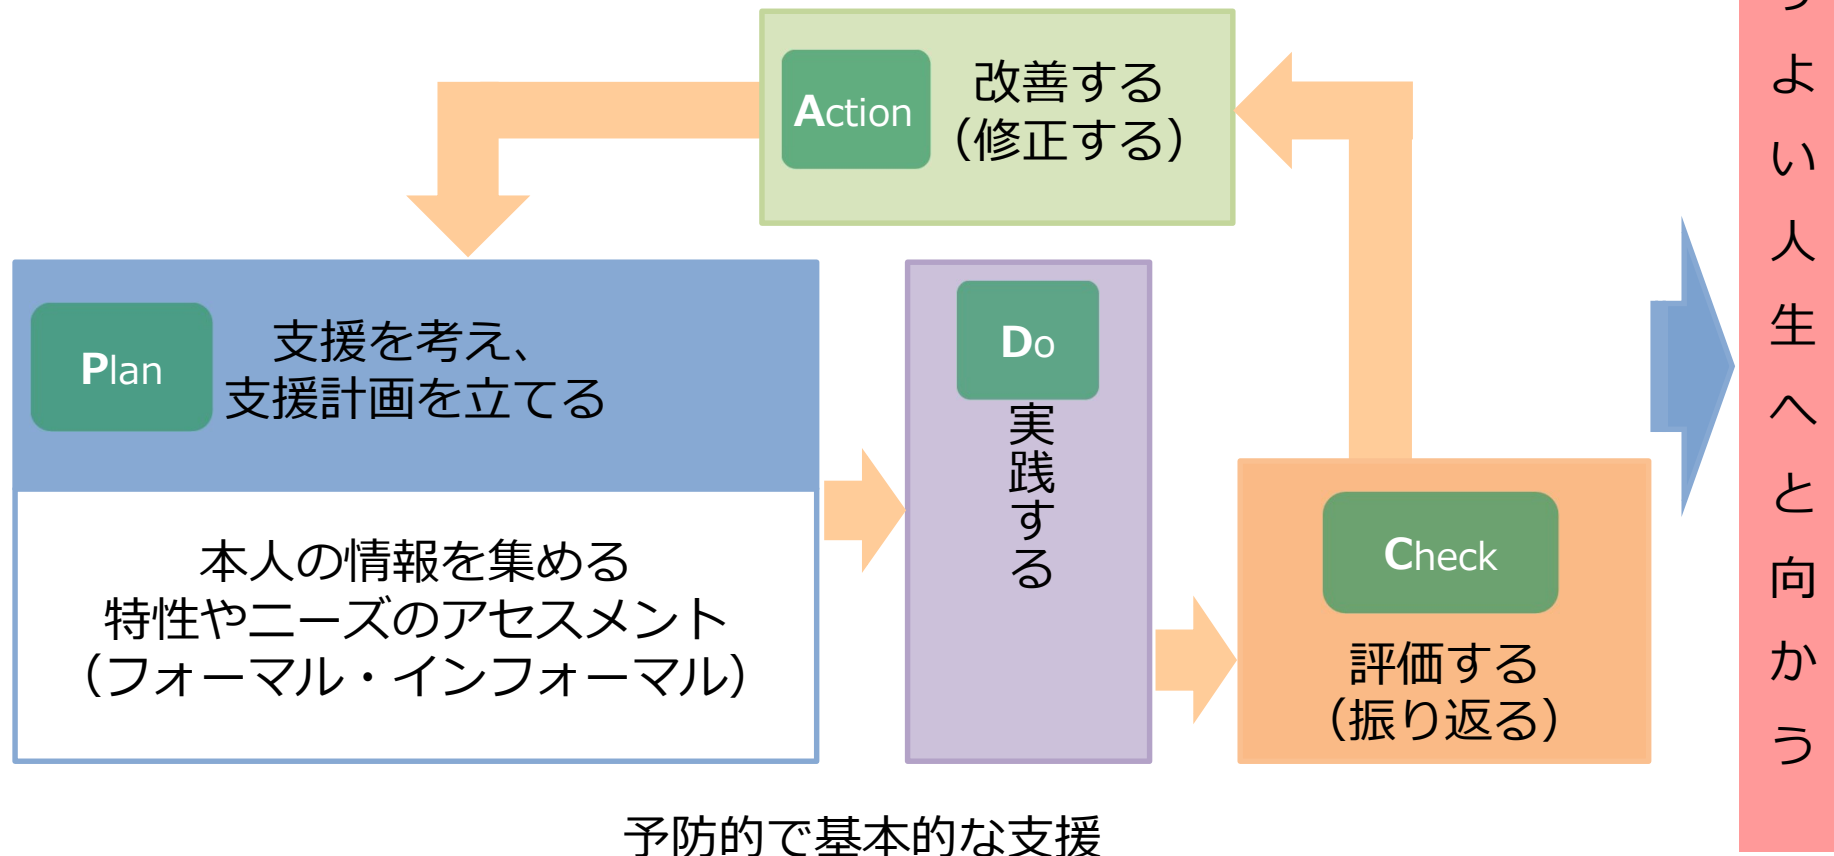 Action
改善する
（修正する）
Plan
支援を考え、
支援計画を立てる
本人の情報を集める
特性やニーズのアセスメント
（フォーマル・インフォーマル）
Do
実践する
Check
評価する
（振り返る）
よい人生へと向かう
予防的で基本的な支援